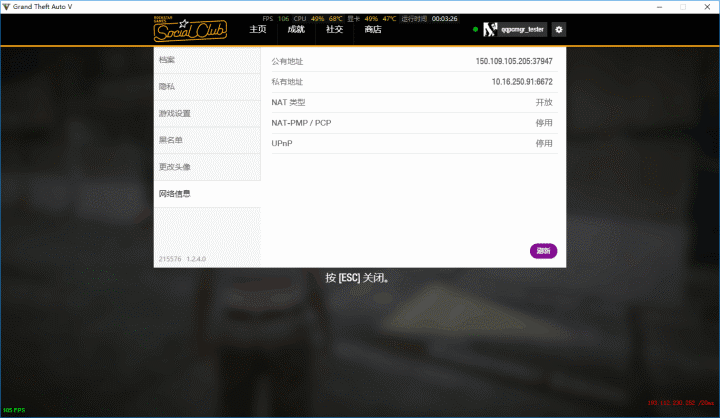 Grand Theft Auto V
FPS 106 CPU 49% 68°C 显卡 49% 47°C 运行时间 00:03:26
ROCKSTAR GAMES
Social Club
主页 成就 社交 商店
qqpcmgr_tester
档案
隐私
游戏设置
黑名单
更改头像
网络信息
215576 1.2.4.0
公有地址 150.109.105.205:37947
私有地址 10.16.250.91:6672
NAT 类型 开放
NAT-PMP / PCP 停用
UPnP 停用
刷新
按 [ESC] 关闭。
105 FPS